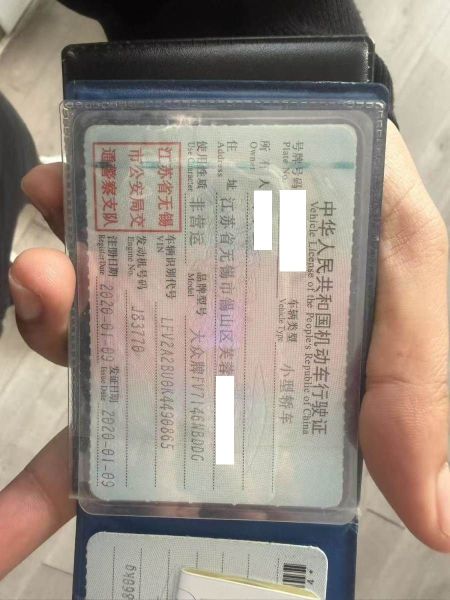 中华人民共和国机动车行驶证
Vehicle License of the People's Republic of China
号牌号码
Plate No.
车辆类型 小型轿车
Vehicle Type
所有人
Owner
住址 江苏省无锡市锡山区芙蓉
Address
使用性质 非营运
Use Character
品牌型号 大众牌FV7146NBDDG
Model
江苏省无锡
市公安局交
通警察支队
车辆识别代号 LFV2A2BU0K4490865
VIN
发动机号码 J83770
Engine No.
注册日期 2020-01-09
Register Date
发证日期 2020-01-09
Issue Date